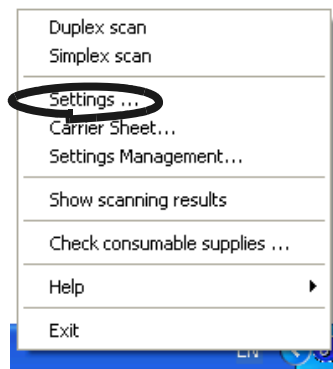 Duplex scan
Simplex scan
Settings ...
Carrier Sheet...
Settings Management...
Show scanning results
Check consumable supplies ...
Help
Exit
EN